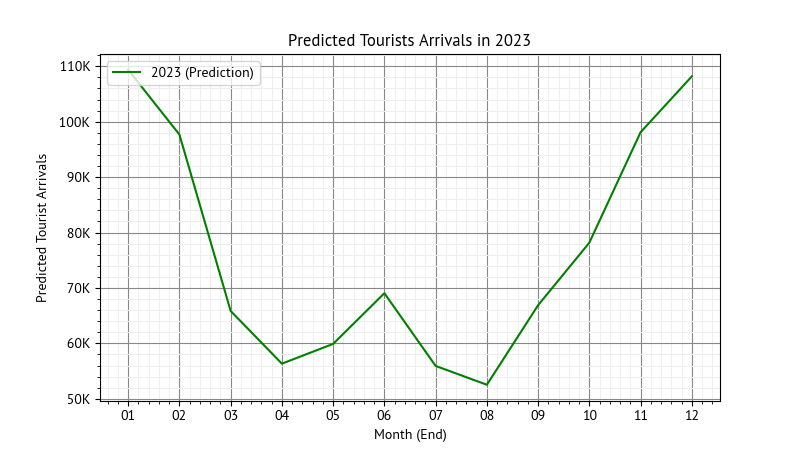 Predicted Tourists Arrivals in 2023
2023 (Prediction)
110K
100K
90K
80K
70K
60K
50K
Predicted Tourist Arrivals
01 02 03 04 05 06 07 08 09 10 11 12
Month (End)